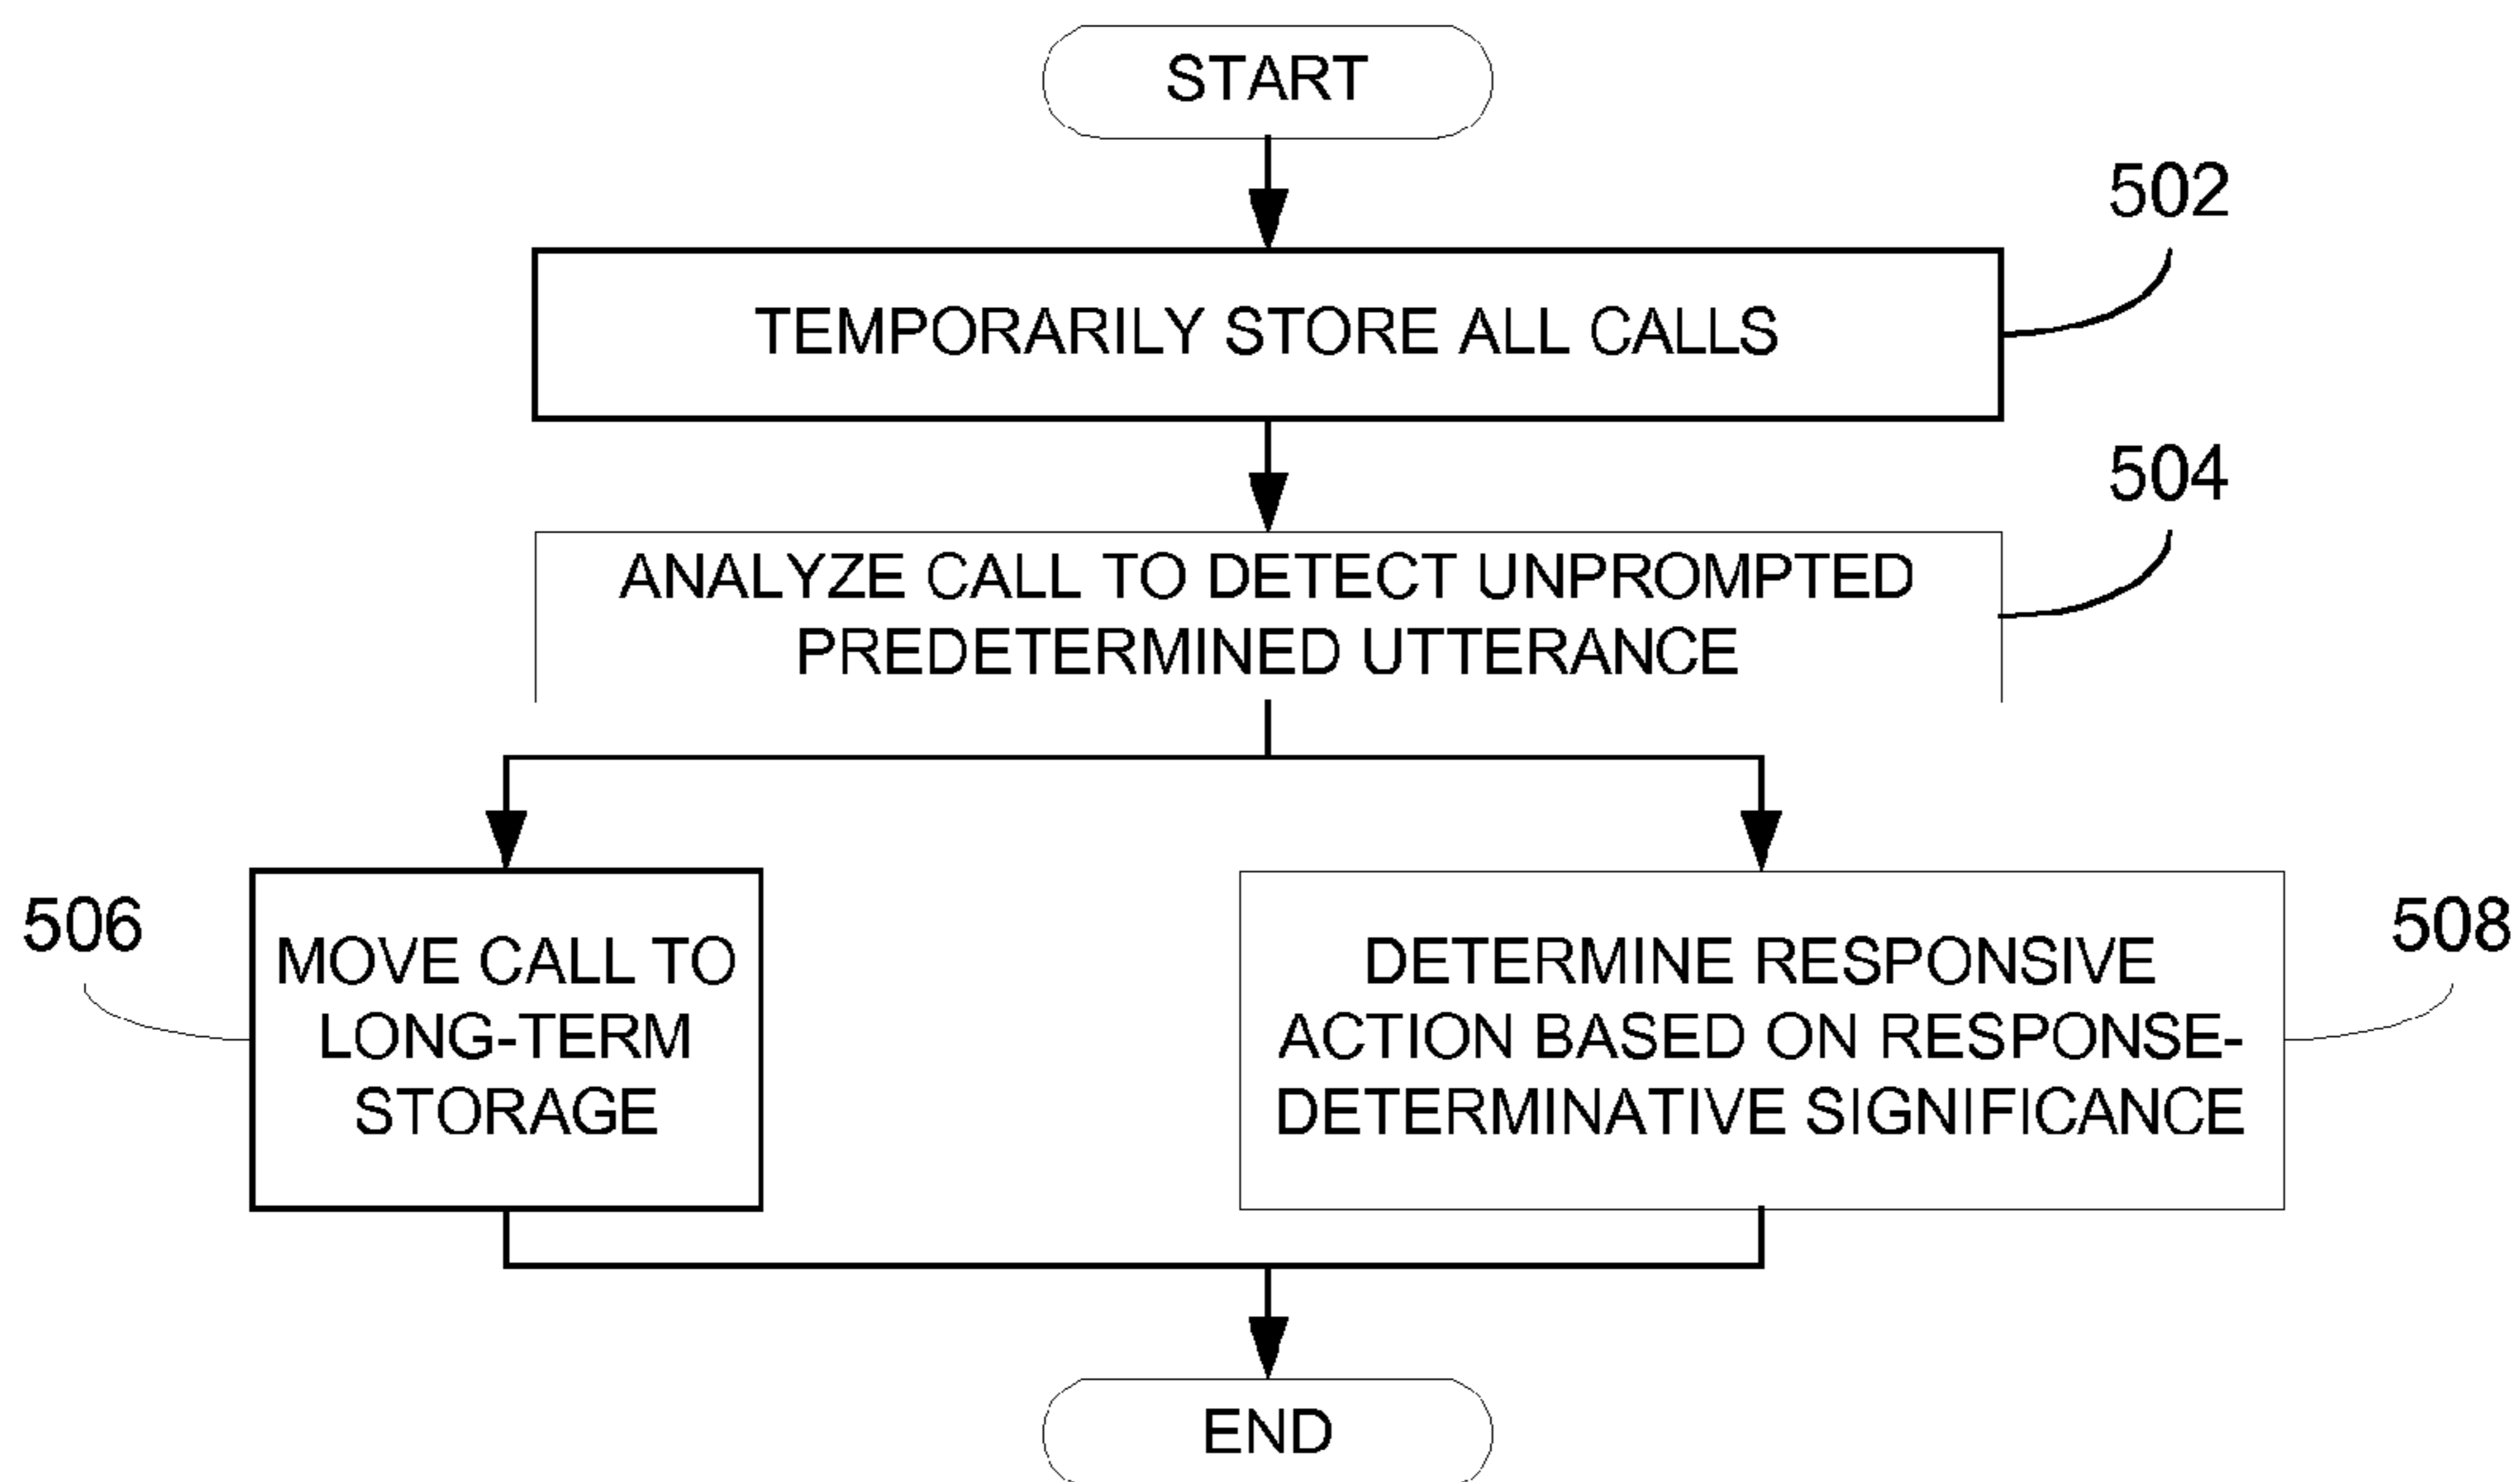 START
502
TEMPORARILY STORE ALL CALLS
504
ANALYZE CALL TO DETECT UNPROMPTED
PREDETERMINED UTTERANCE
506
MOVE CALL TO
LONG-TERM
STORAGE
508
DETERMINE RESPONSIVE
ACTION BASED ON RESPONSE-
DETERMINATIVE SIGNIFICANCE
END